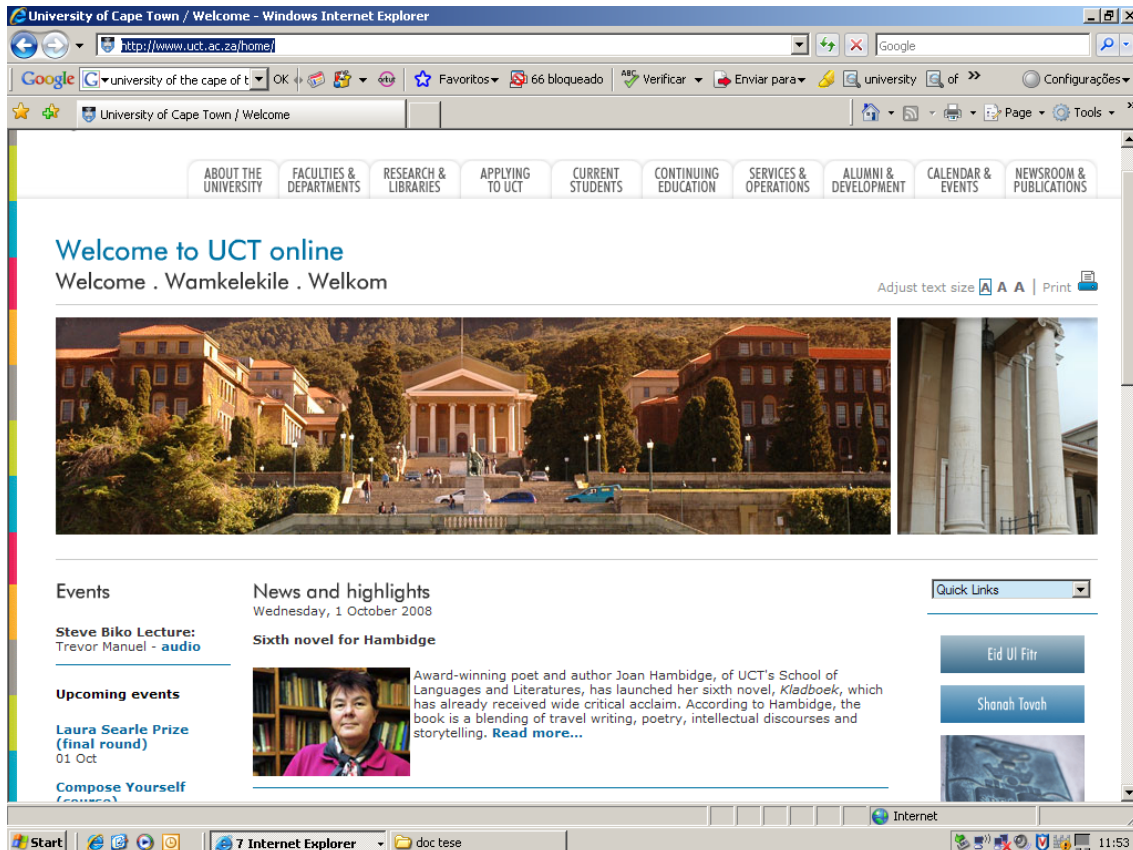 University of Cape Town / Welcome - Windows Internet Explorer
http://www.uct.ac.za/home/
Google
Google university of the cape of t OK Favoritos 66 bloqueado Verificar Enviar para university of » Configurações
University of Cape Town / Welcome
Page Tools »
ABOUT THE UNIVERSITY
FACULTIES & DEPARTMENTS
RESEARCH & LIBRARIES
APPLYING TO UCT
CURRENT STUDENTS
CONTINUING EDUCATION
SERVICES & OPERATIONS
ALUMNI & DEVELOPMENT
CALENDAR & EVENTS
NEWSROOM & PUBLICATIONS
Welcome to UCT online
Welcome . Wamkelekile . Welkom
Adjust text size A A A | Print
Events
Steve Biko Lecture:
Trevor Manuel - audio
Upcoming events
Laura Searle Prize
(final round)
01 Oct
Compose Yourself
(course)
News and highlights
Wednesday, 1 October 2008
Sixth novel for Hambidge
Award-winning poet and author Joan Hambidge, of UCT's School of
Languages and Literatures, has launched her sixth novel, Kladboek, which
has already received wide critical acclaim. According to Hambidge, the
book is a blending of travel writing, poetry, intellectual discourses and
storytelling. Read more...
Quick Links
Eid Ul Fitr
Shanah Tovah
Internet
Start
7 Internet Explorer
doc tese
11:53